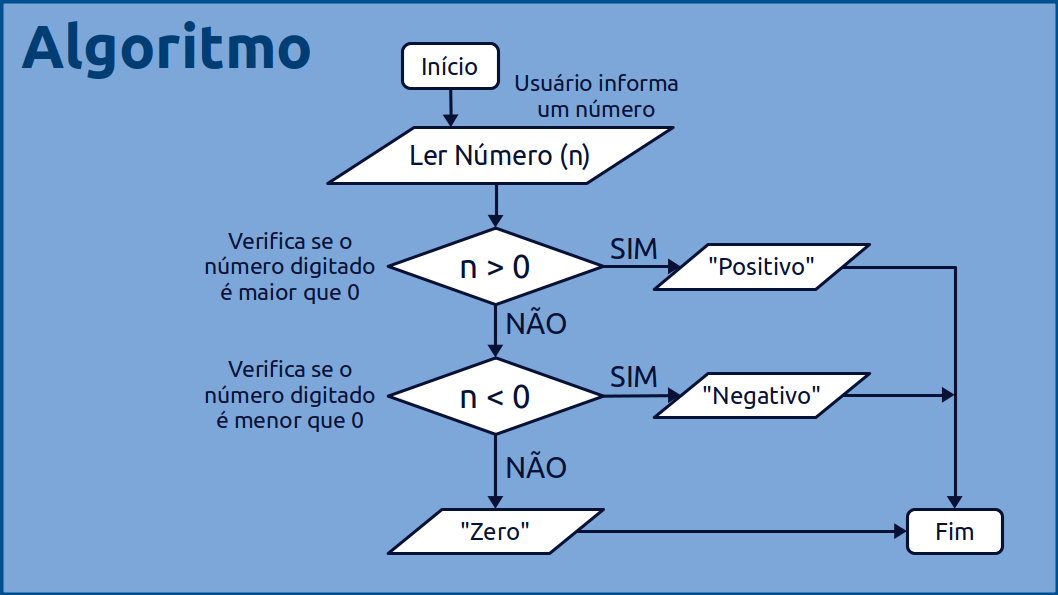 Algoritmo
Início
Usuário informa
um número
Ler Número (n)
Verifica se o
número digitado
é maior que 0
n > 0
SIM
"Positivo"
NÃO
Verifica se o
número digitado
é menor que 0
n < 0
SIM
"Negativo"
NÃO
"Zero"
Fim